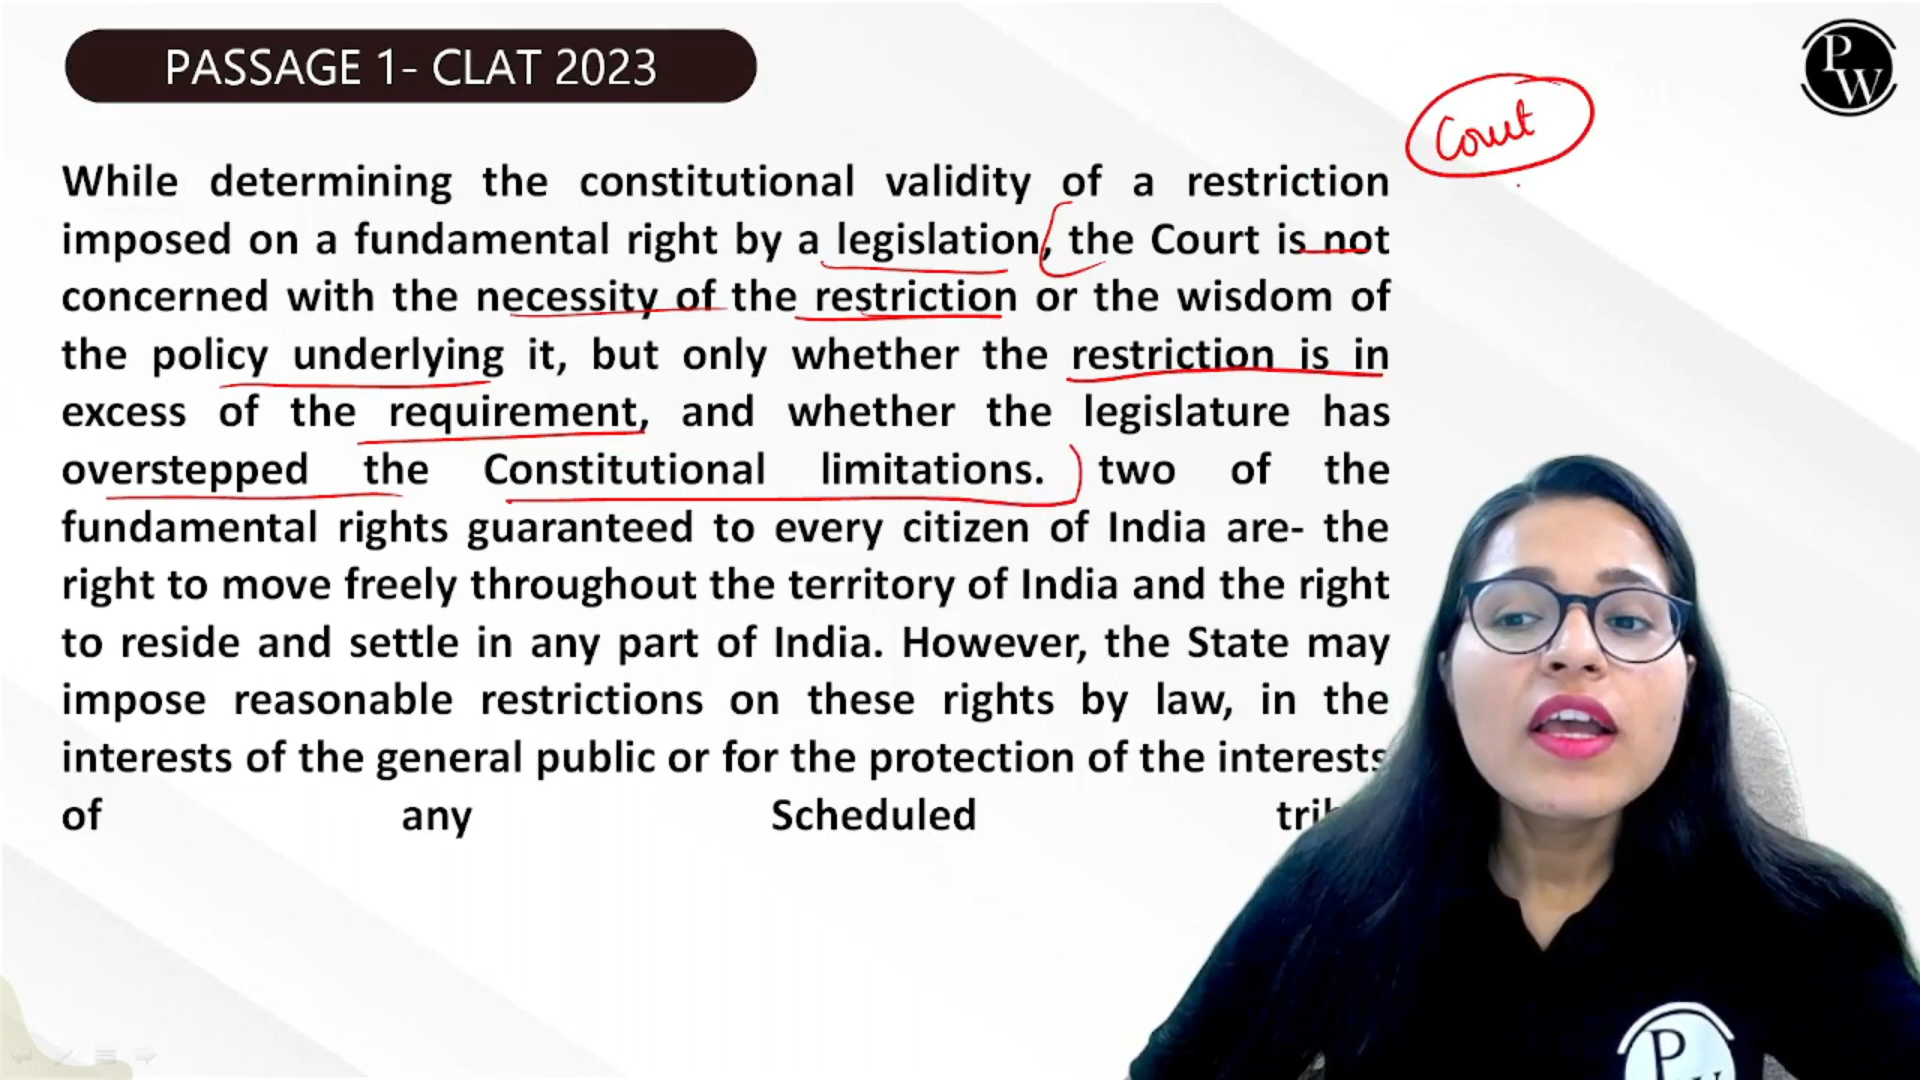 PASSAGE 1- CLAT 2023
P
W
Court
While determining the constitutional validity of a restriction
imposed on a fundamental right by a legislation, the Court is not
concerned with the necessity of the restriction or the wisdom of
the policy underlying it, but only whether the restriction is in
excess of the requirement, and whether the legislature has
overstepped the Constitutional limitations. two of the
fundamental rights guaranteed to every citizen of India are- the
right to move freely throughout the territory of India and the right
to reside and settle in any part of India. However, the State may
impose reasonable restrictions on these rights by law, in the
interests of the general public or for the protection of the interests
of any Scheduled
P